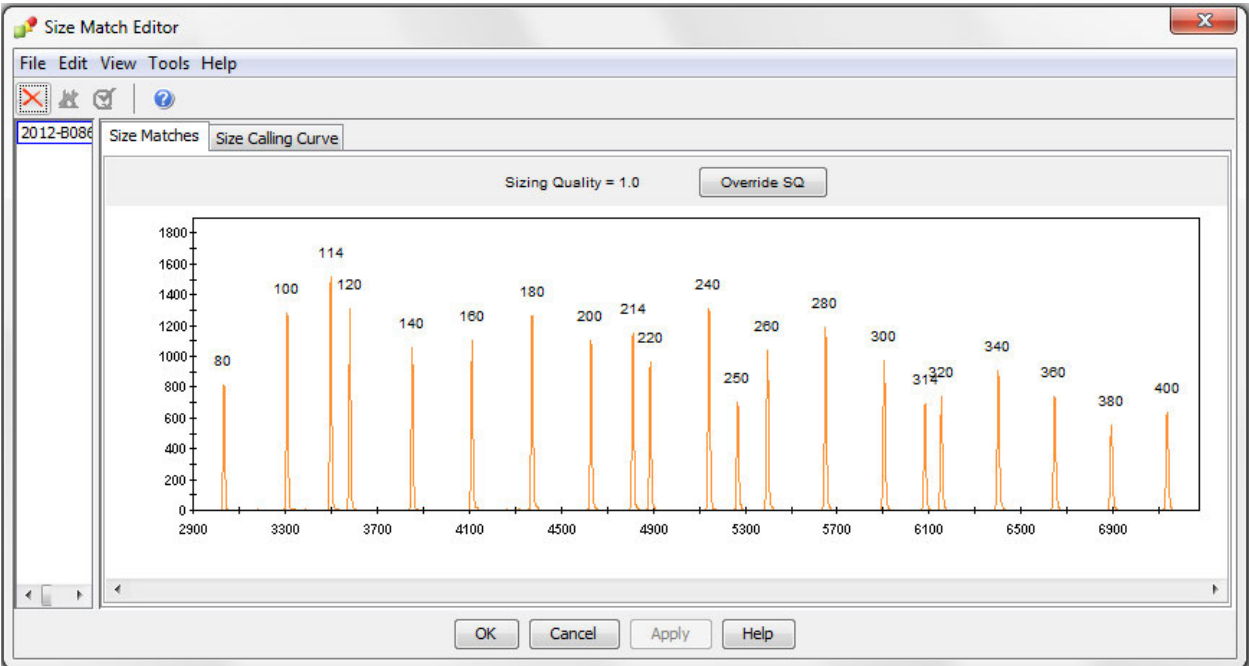 Size Match Editor
File Edit View Tools Help
2012-B086
Size Matches Size Calling Curve
Sizing Quality = 1.0 Override SQ
1800
1600
1400
1200
1000
800
600
400
200
0
80 100 114 120 140 160 180 200 214 220 240 250 260 280 300 314 320 340 360 380 400
2900 3300 3700 4100 4500 4900 5300 5700 6100 6500 6900
OK Cancel Apply Help